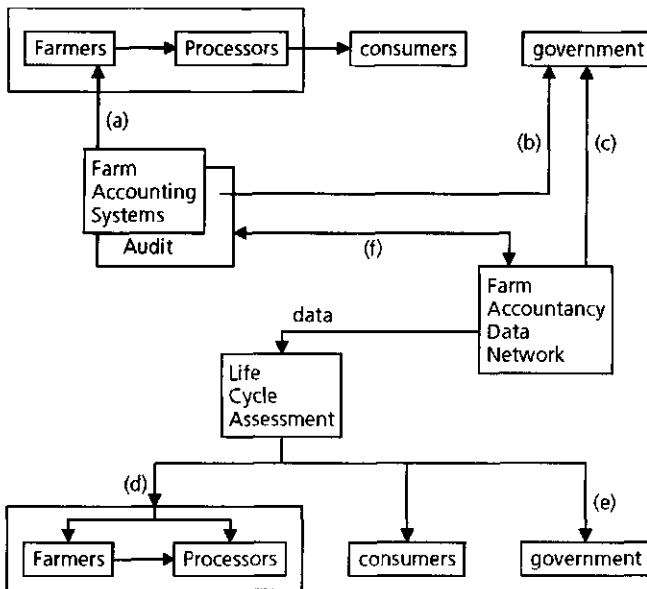 Farmers Processors consumers government
(a) (b) (c)
Farm
Accounting
Systems
Audit
(f)
Farm
Accountancy
Data
Network
data
Life
Cycle
Assessment
(d) (e)
Farmers Processors consumers government